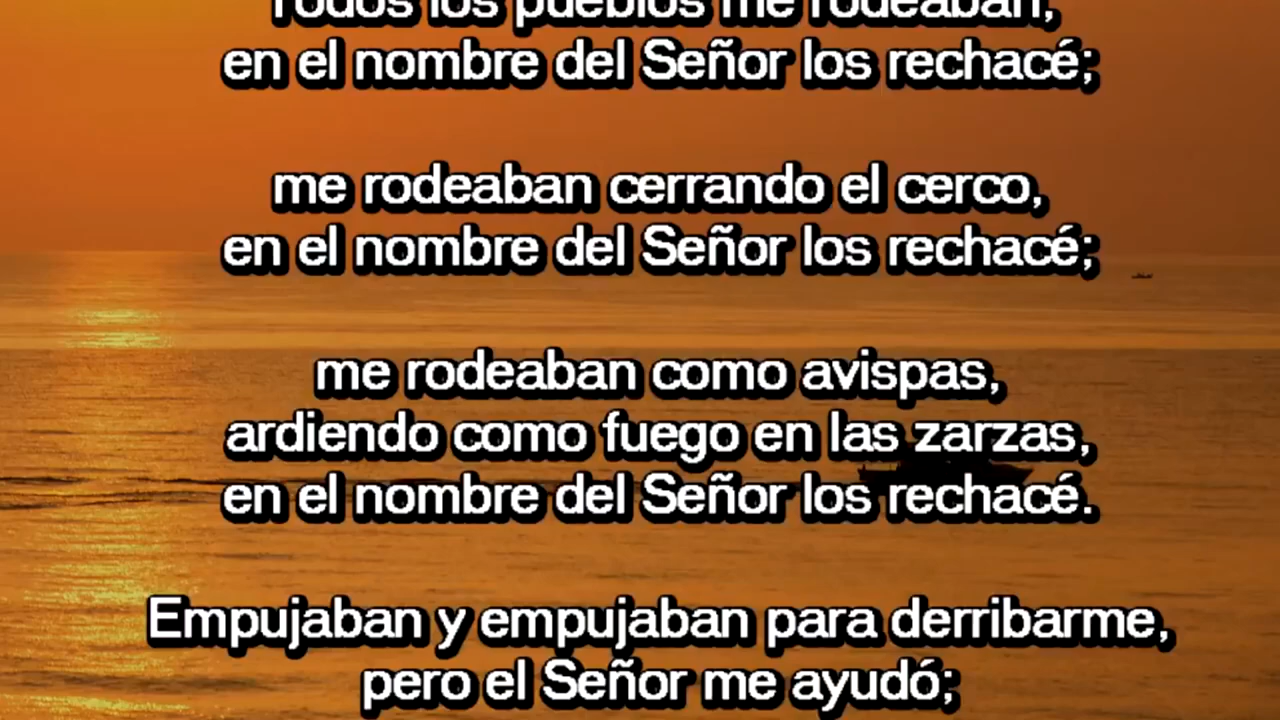 Todos los pueblos me rodeaban,
en el nombre del Señor los rechacé;
me rodeaban cerrando el cerco,
en el nombre del Señor los rechacé;
me rodeaban como avispas,
ardiendo como fuego en las zarzas,
en el nombre del Señor los rechacé.
Empujaban y empujaban para derribarme,
pero el Señor me ayudó;